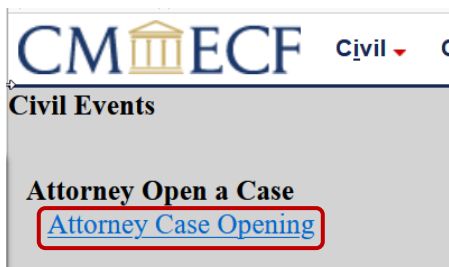 CM ECF Civil
Civil Events
Attorney Open a Case
Attorney Case Opening